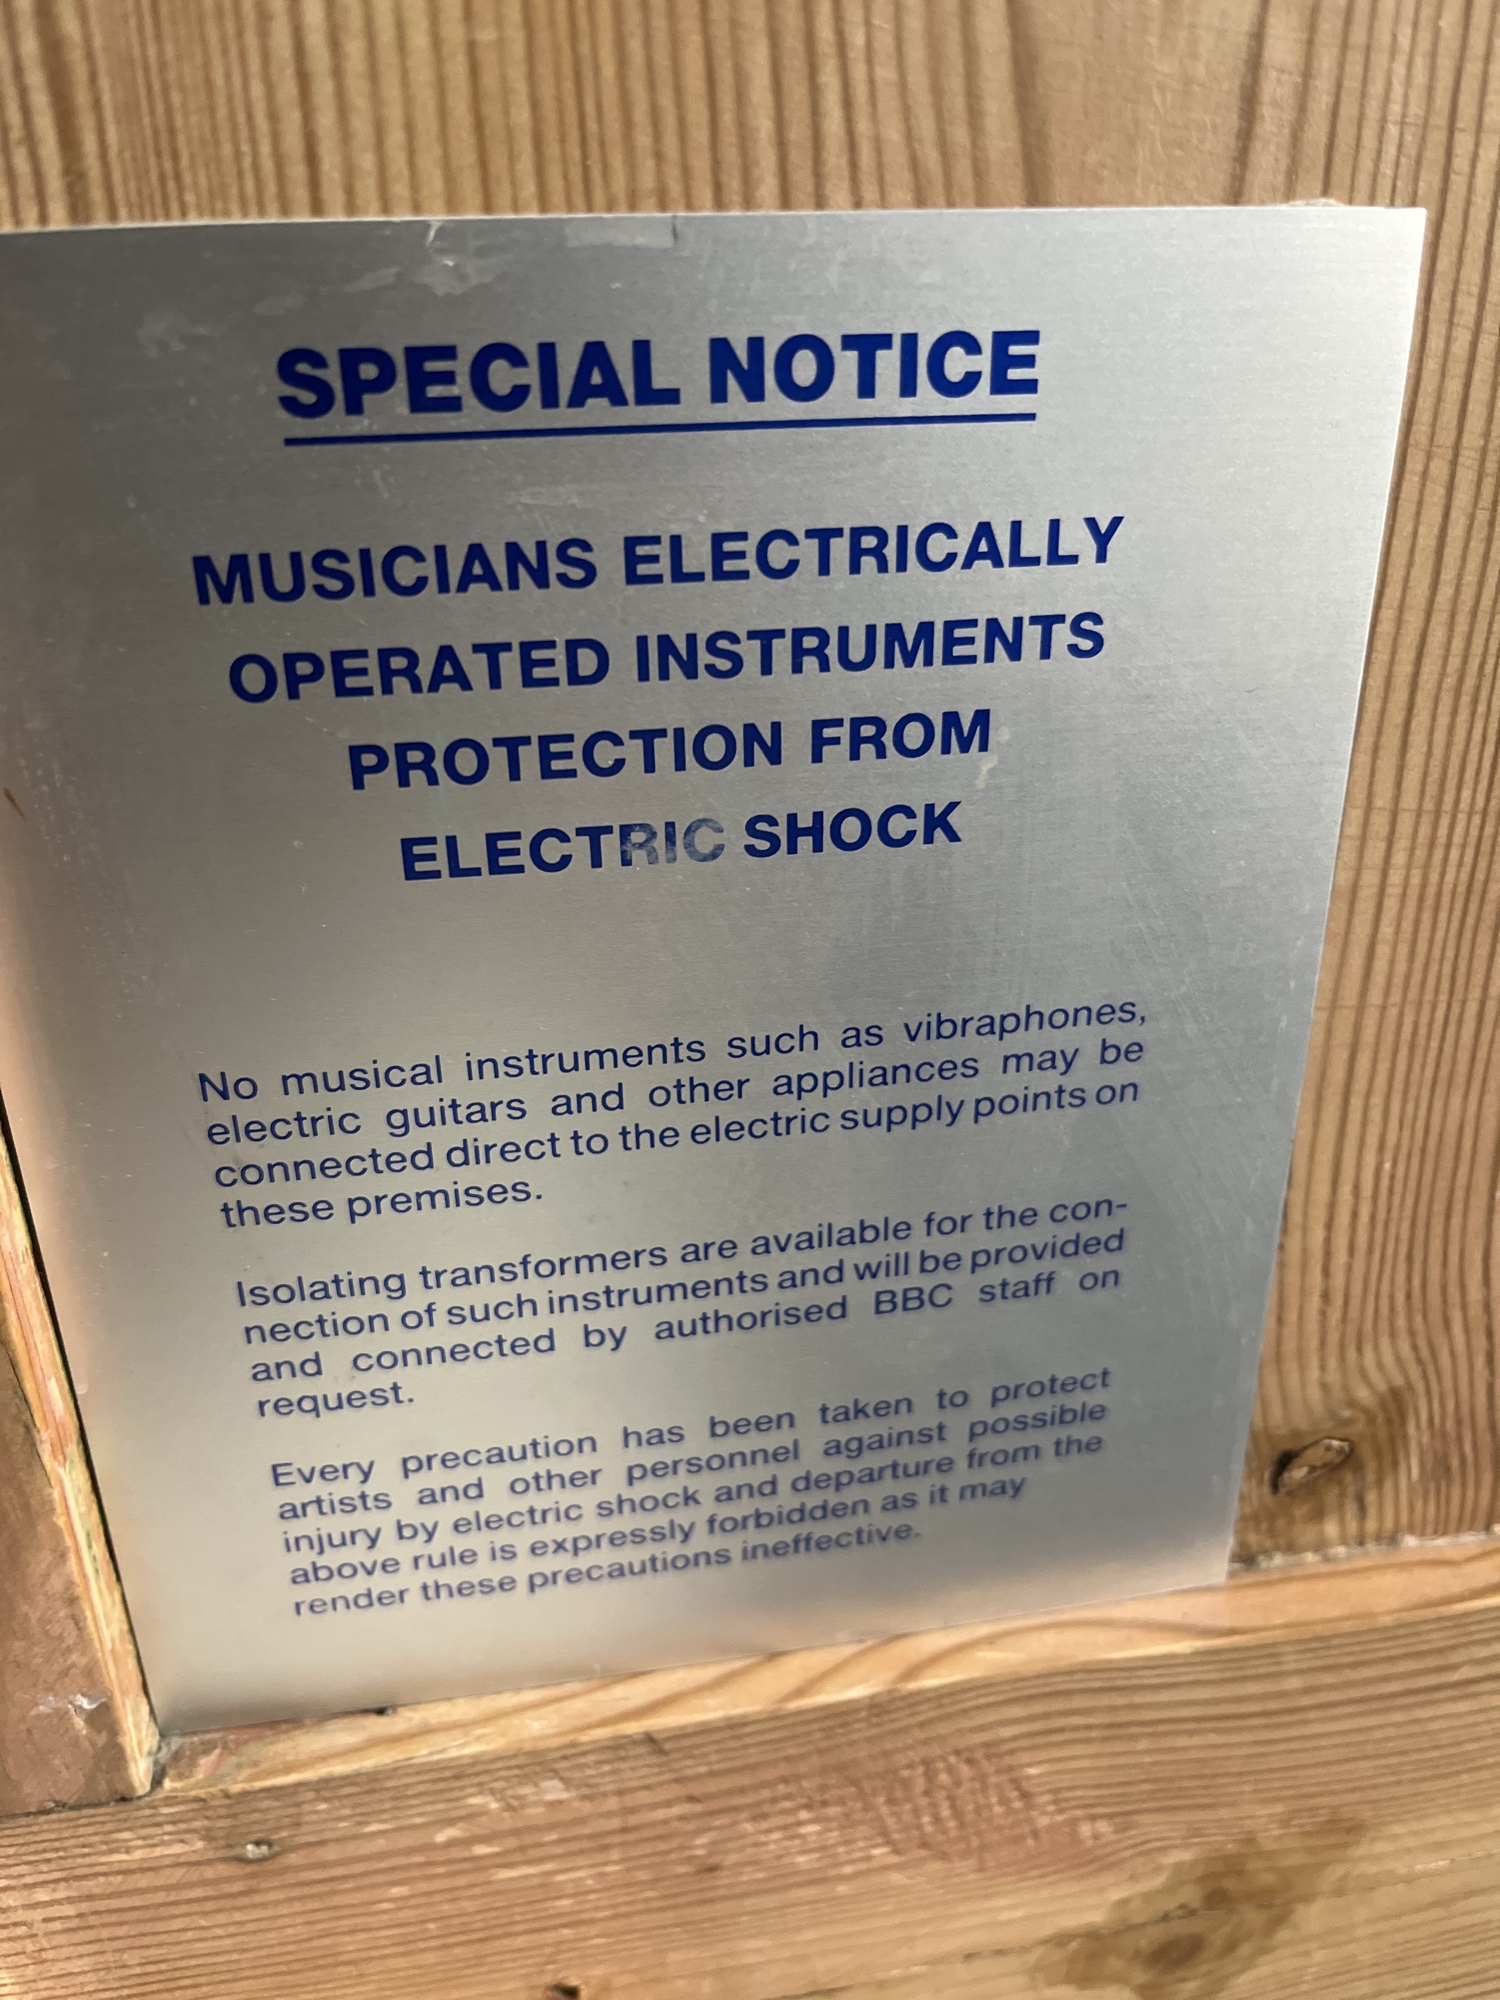 SPECIAL NOTICE
MUSICIANS ELECTRICALLY
OPERATED INSTRUMENTS
PROTECTION FROM
ELECTRIC SHOCK
No musical instruments such as vibraphones,
electric guitars and other appliances may be
connected direct to the electric supply points on
these premises.
Isolating transformers are available for the con-
nection of such instruments and will be provided
and connected by authorised BBC staff on
request.
Every precaution has been taken to protect
artists and other personnel against possible
injury by electric shock and departure from the
above rule is expressly forbidden as it may
render these precautions ineffective.